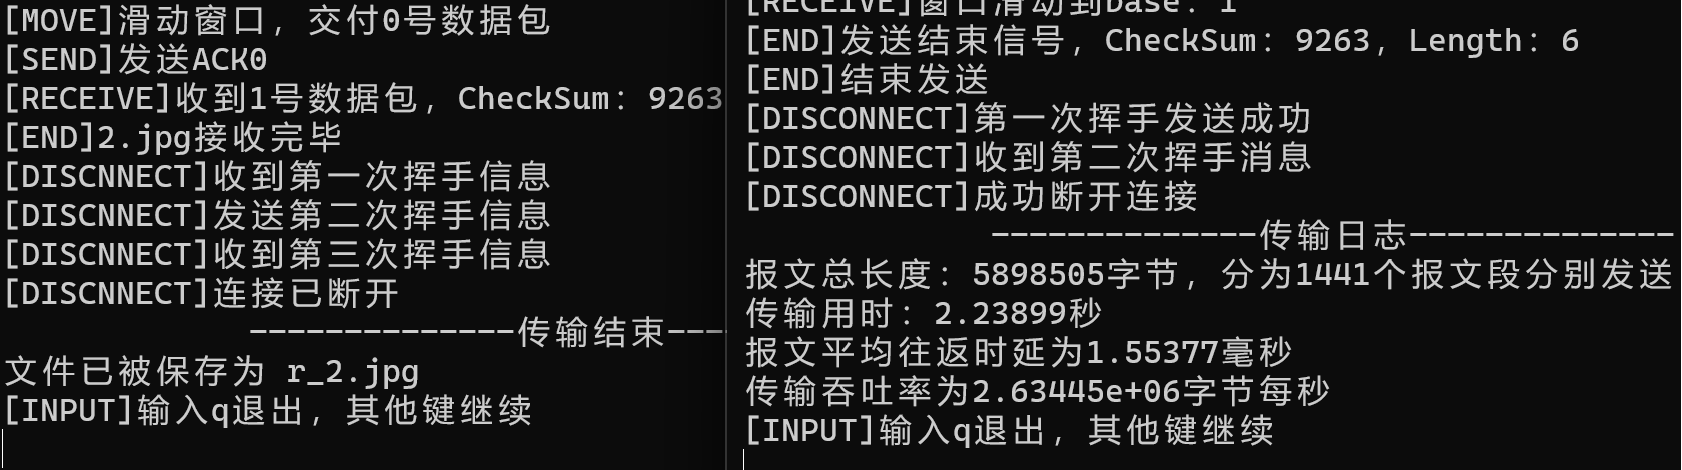 [MOVE]滑动窗口，交付0号数据包
[SEND]发送ACK0
[RECEIVE]收到1号数据包，CheckSum：9263
[END]2.jpg接收完毕
[DISCNNECT]收到第一次挥手信息
[DISCNNECT]发送第二次挥手信息
[DISCNNECT]收到第三次挥手信息
[DISCNNECT]连接已断开
--------------传输结束---
文件已被保存为 r_2.jpg
[INPUT]输入q退出，其他键继续
[RECEIVE]窗口滑动到base：1
[END]发送结束信号，CheckSum：9263，Length：6
[END]结束发送
[DISCONNECT]第一次挥手发送成功
[DISCONNECT]收到第二次挥手消息
[DISCONNECT]成功断开连接
--------------传输日志--------------
报文总长度：5898505字节，分为1441个报文段分别发送
传输用时：2.23899秒
报文平均往返时延为1.55377毫秒
传输吞吐率为2.63445e+06字节每秒
[INPUT]输入q退出，其他键继续